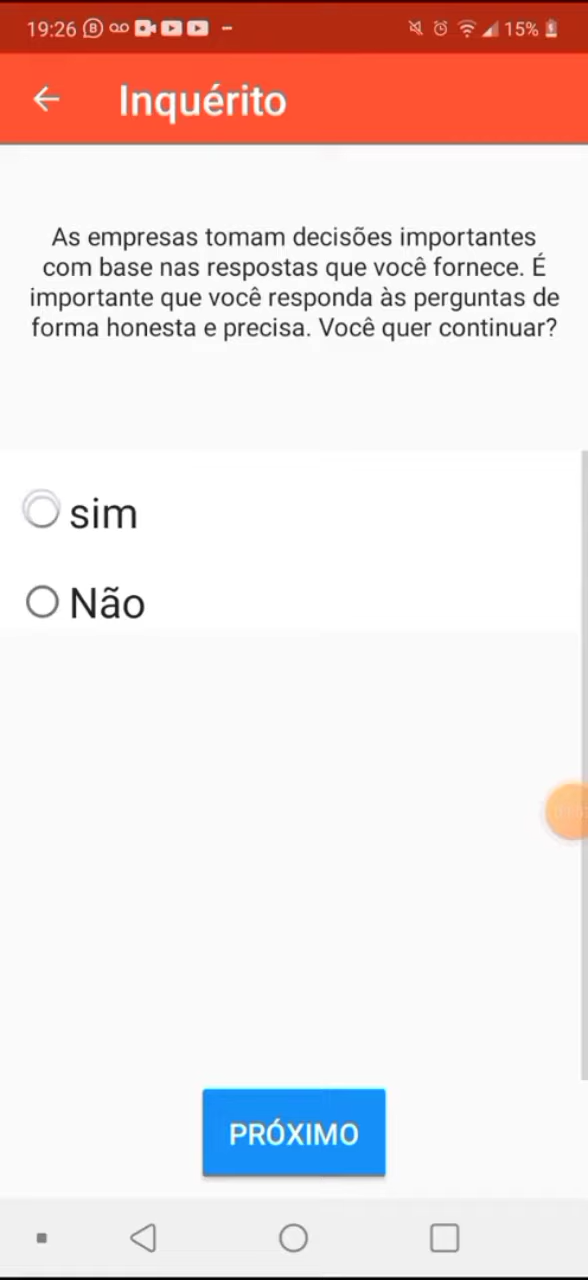 19:26 15%
Inquérito
As empresas tomam decisões importantes
com base nas respostas que você fornece. É
importante que você responda às perguntas de
forma honesta e precisa. Você quer continuar?
sim
Não
PRÓXIMO